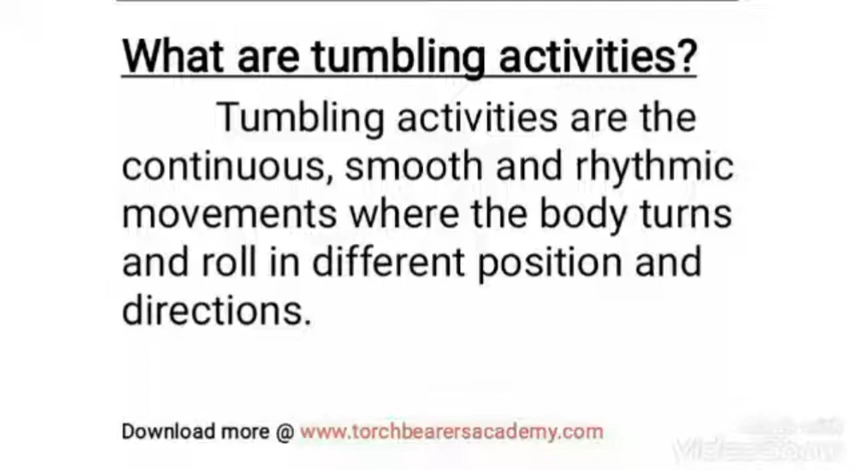 What are tumbling activities?
Tumbling activities are the
continuous, smooth and rhythmic
movements where the body turns
and roll in different position and
directions.
Download more @ www.torchbearersacademy.com
VideoShow